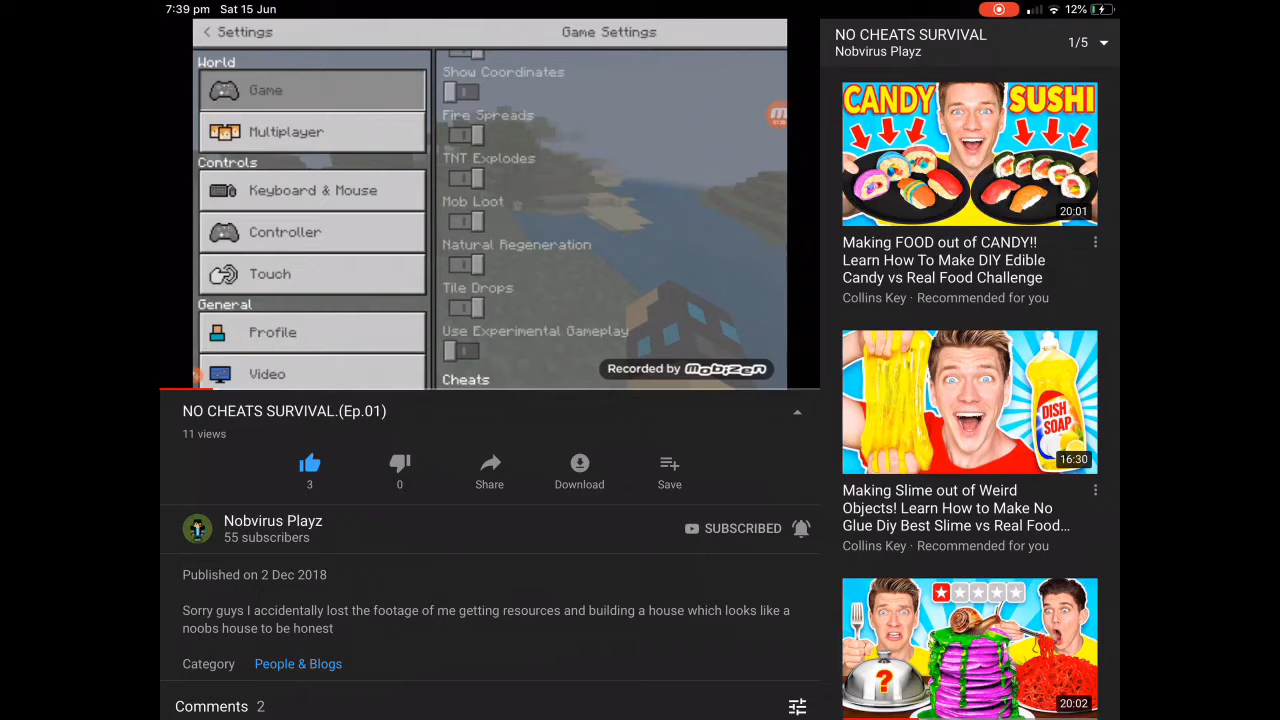 7:39 pm Sat 15 Jun
12%
Settings
Game Settings
World
Game
Multiplayer
Controls
Keyboard & Mouse
Controller
Touch
General
Profile
Video
Show Coordinates
Fire Spreads
TNT Explodes
Mob Loot
Natural Regeneration
Tile Drops
Use Experimental Gameplay
Cheats
Recorded by Mobizen
NO CHEATS SURVIVAL.(Ep.01)
11 views
3
0
Share
Download
Save
Nobvirus Playz
55 subscribers
SUBSCRIBED
Published on 2 Dec 2018
Sorry guys I accidentally lost the footage of me getting resources and building a house which looks like a
noobs house to be honest
Category People & Blogs
Comments 2
NO CHEATS SURVIVAL
Nobvirus Playz
1/5
CANDY SUSHI
20:01
Making FOOD out of CANDY!!
Learn How To Make DIY Edible
Candy vs Real Food Challenge
Collins Key · Recommended for you
DISH
SOAP
16:30
Making Slime out of Weird
Objects! Learn How to Make No
Glue Diy Best Slime vs Real Food...
Collins Key · Recommended for you
?
20:02